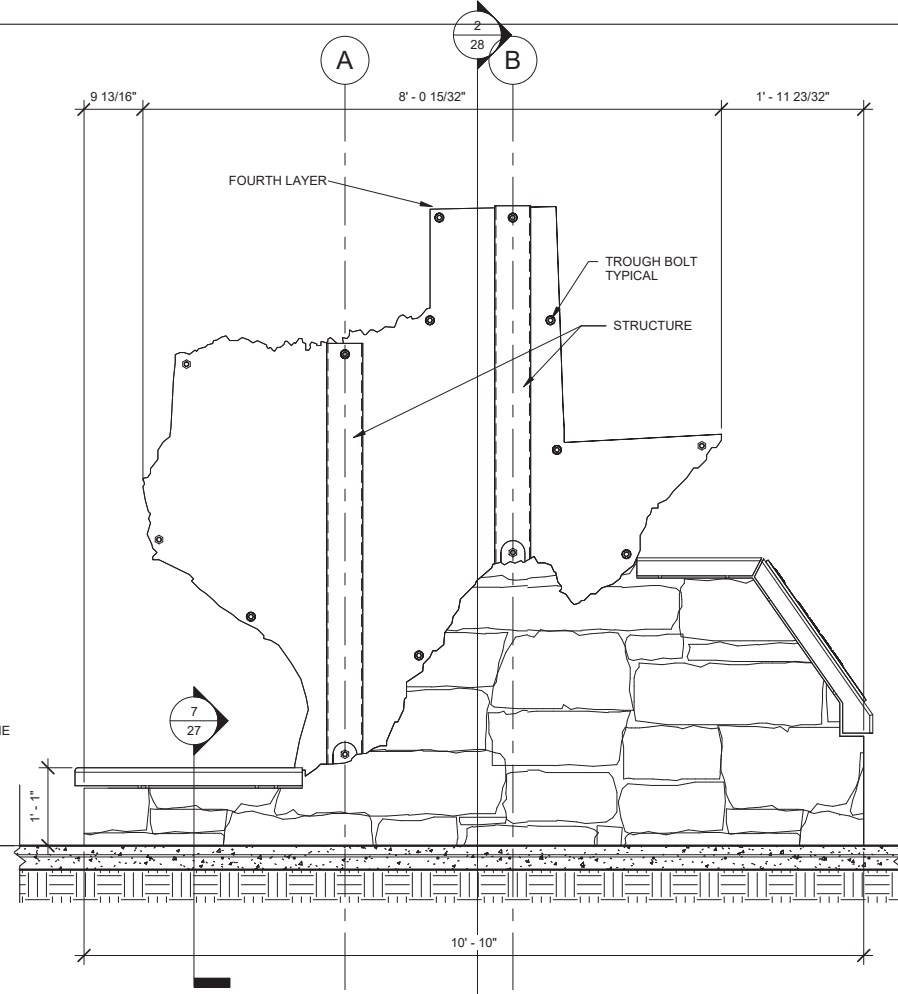 2
28
A
B
9 13/16"
8' - 0 15/32"
1' - 11 23/32"
FOURTH LAYER
TROUGH BOLT
TYPICAL
STRUCTURE
7
27
1' - 1"
10' - 10"